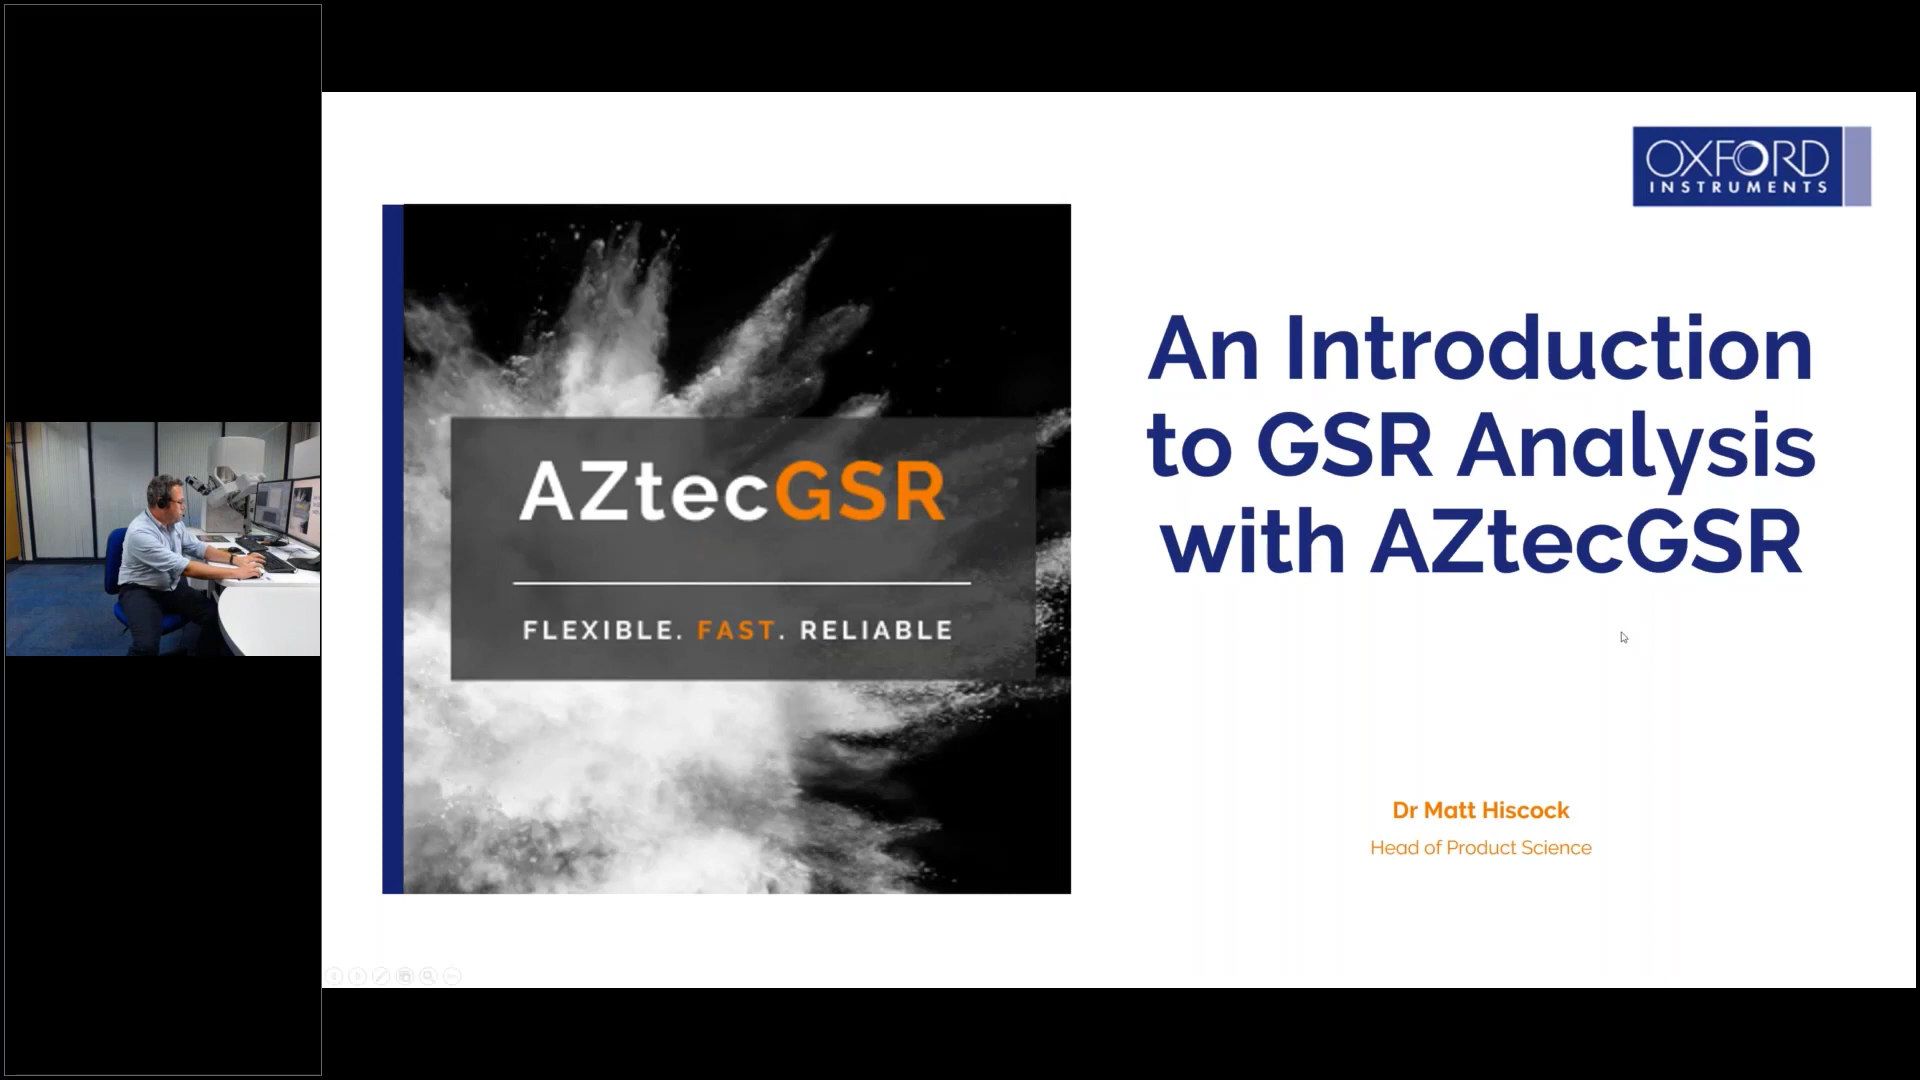 OXFORD
INSTRUMENTS
AZtecGSR
FLEXIBLE. FAST. RELIABLE
An Introduction
to GSR Analysis
with AZtecGSR
Dr Matt Hiscock
Head of Product Science